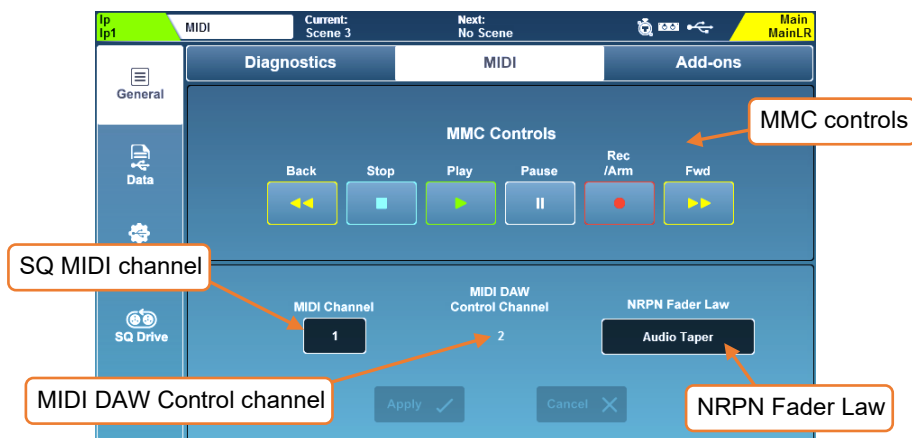 Ip
Ip1
MIDI
Current:
Scene 3
Next:
No Scene
Main
MainLR
General
Data
SQ Drive
Diagnostics
MIDI
Add-ons
MMC Controls
MMC controls
Back
Stop
Play
Pause
Rec
/Arm
Fwd
SQ MIDI channel
MIDI Channel
1
MIDI DAW
Control Channel
2
NRPN Fader Law
Audio Taper
MIDI DAW Control channel
Apply
Cancel
NRPN Fader Law